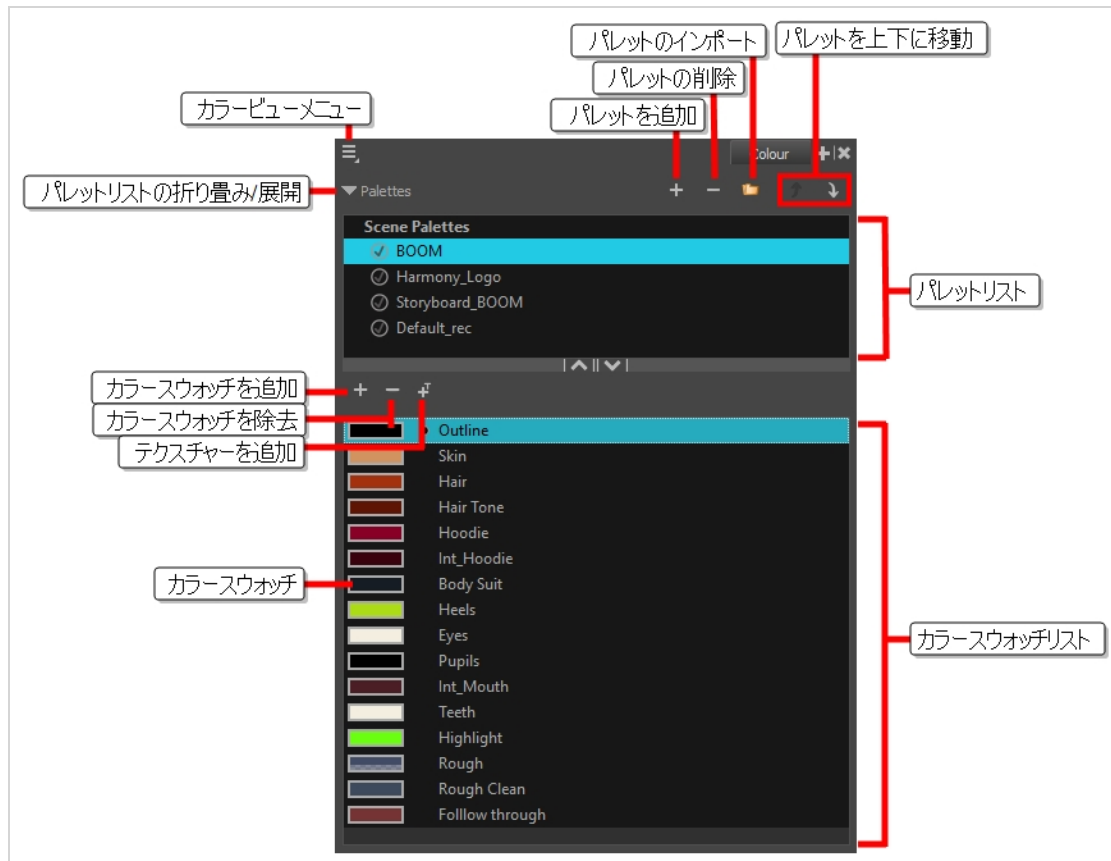 パレットのインポート
パレットを上下に移動
パレットの削除
カラービューメニュー
パレットを追加
Colour
パレットリストの折り畳み/展開
Palettes
Scene Palettes
BOOM
Harmony_Logo
パレットリスト
Storyboard_BOOM
Default_rec
カラースウォッチを追加
カラースウォッチを除去
テクスチャーを追加
Outline
Skin
Hair
Hair Tone
Hoodie
Int_Hoodie
カラースウォッチ
Body Suit
Heels
Eyes
カラースウォッチリスト
Pupils
Int_Mouth
Teeth
Highlight
Rough
Rough Clean
Folllow through